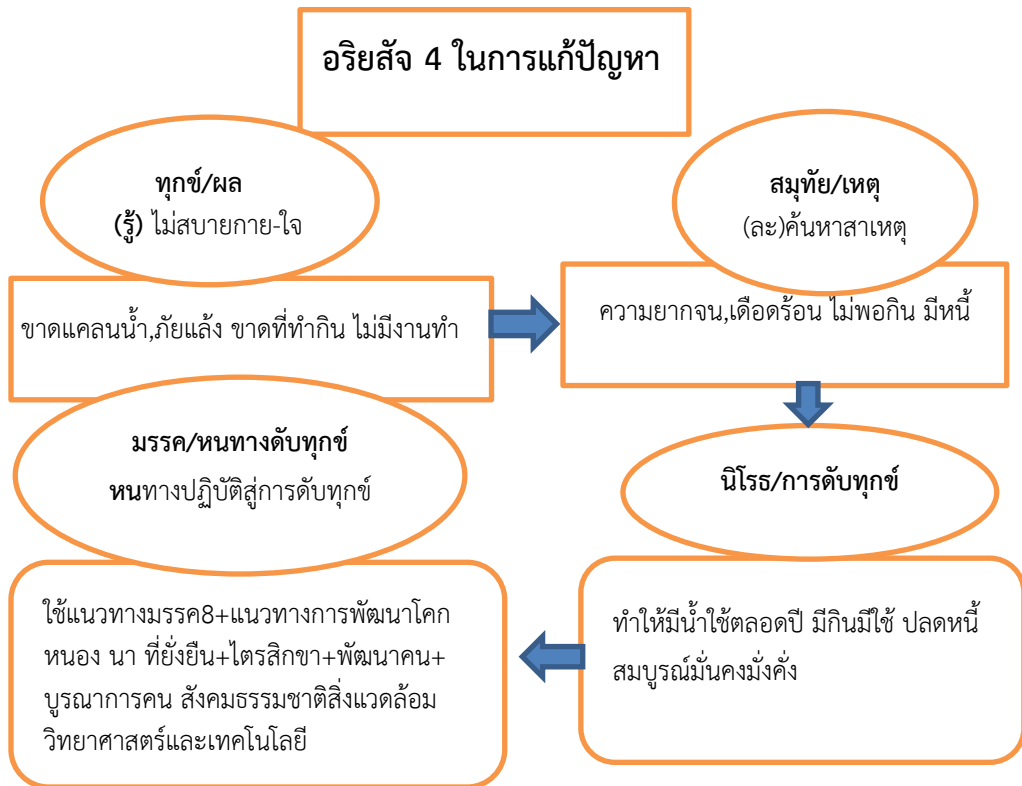 อริยสัจ 4 ในการแก้ปัญหา
ทุกข์/ผล
(รู้) ไม่สบายกาย-ใจ
ขาดแคลนน้ำ,ภัยแล้ง ขาดที่ทำกิน ไม่มีงานทำ
สมุทัย/เหตุ
(ละ)ค้นหาสาเหตุ
ความยากจน,เดือดร้อน ไม่พอกิน มีหนี้
นิโรธ/การดับทุกข์
ทำให้มีน้ำใช้ตลอดปี มีกินมีใช้ ปลดหนี้
สมบูรณ์มั่นคงมั่งคั่ง
มรรค/หนทางดับทุกข์
หนทางปฏิบัติสู่การดับทุกข์
ใช้แนวทางมรรค8+แนวทางการพัฒนาโคก
หนอง นา ที่ยั่งยืน+ไตรสิกขา+พัฒนาคน+
บูรณาการคน สังคมธรรมชาติสิ่งแวดล้อม
วิทยาศาสตร์และเทคโนโลยี